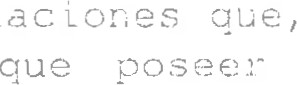 aciones que,
que poseer